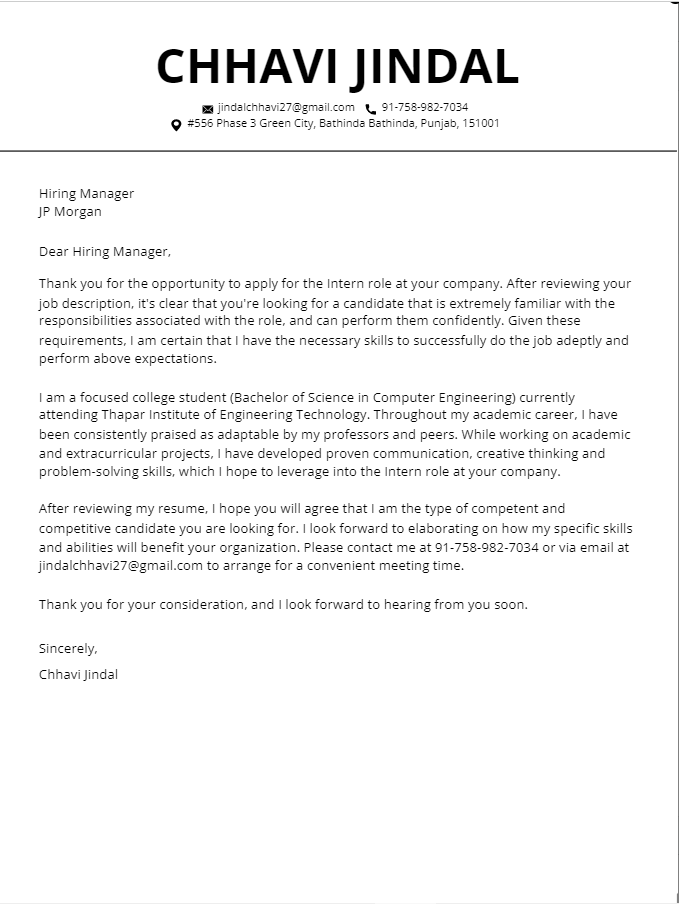 CHHAVI JINDAL
jindalchhavi27@gmail.com 91-758-982-7034
#556 Phase 3 Green City, Bathinda Bathinda, Punjab, 151001
Hiring Manager
JP Morgan
Dear Hiring Manager,
Thank you for the opportunity to apply for the Intern role at your company. After reviewing your
job description, it's clear that you're looking for a candidate that is extremely familiar with the
responsibilities associated with the role, and can perform them confidently. Given these
requirements, I am certain that I have the necessary skills to successfully do the job adeptly and
perform above expectations.
I am a focused college student (Bachelor of Science in Computer Engineering) currently
attending Thapar Institute of Engineering Technology. Throughout my academic career, I have
been consistently praised as adaptable by my professors and peers. While working on academic
and extracurricular projects, I have developed proven communication, creative thinking and
problem-solving skills, which I hope to leverage into the Intern role at your company.
After reviewing my resume, I hope you will agree that I am the type of competent and
competitive candidate you are looking for. I look forward to elaborating on how my specific skills
and abilities will benefit your organization. Please contact me at 91-758-982-7034 or via email at
jindalchhavi27@gmail.com to arrange for a convenient meeting time.
Thank you for your consideration, and I look forward to hearing from you soon.
Sincerely,
Chhavi Jindal